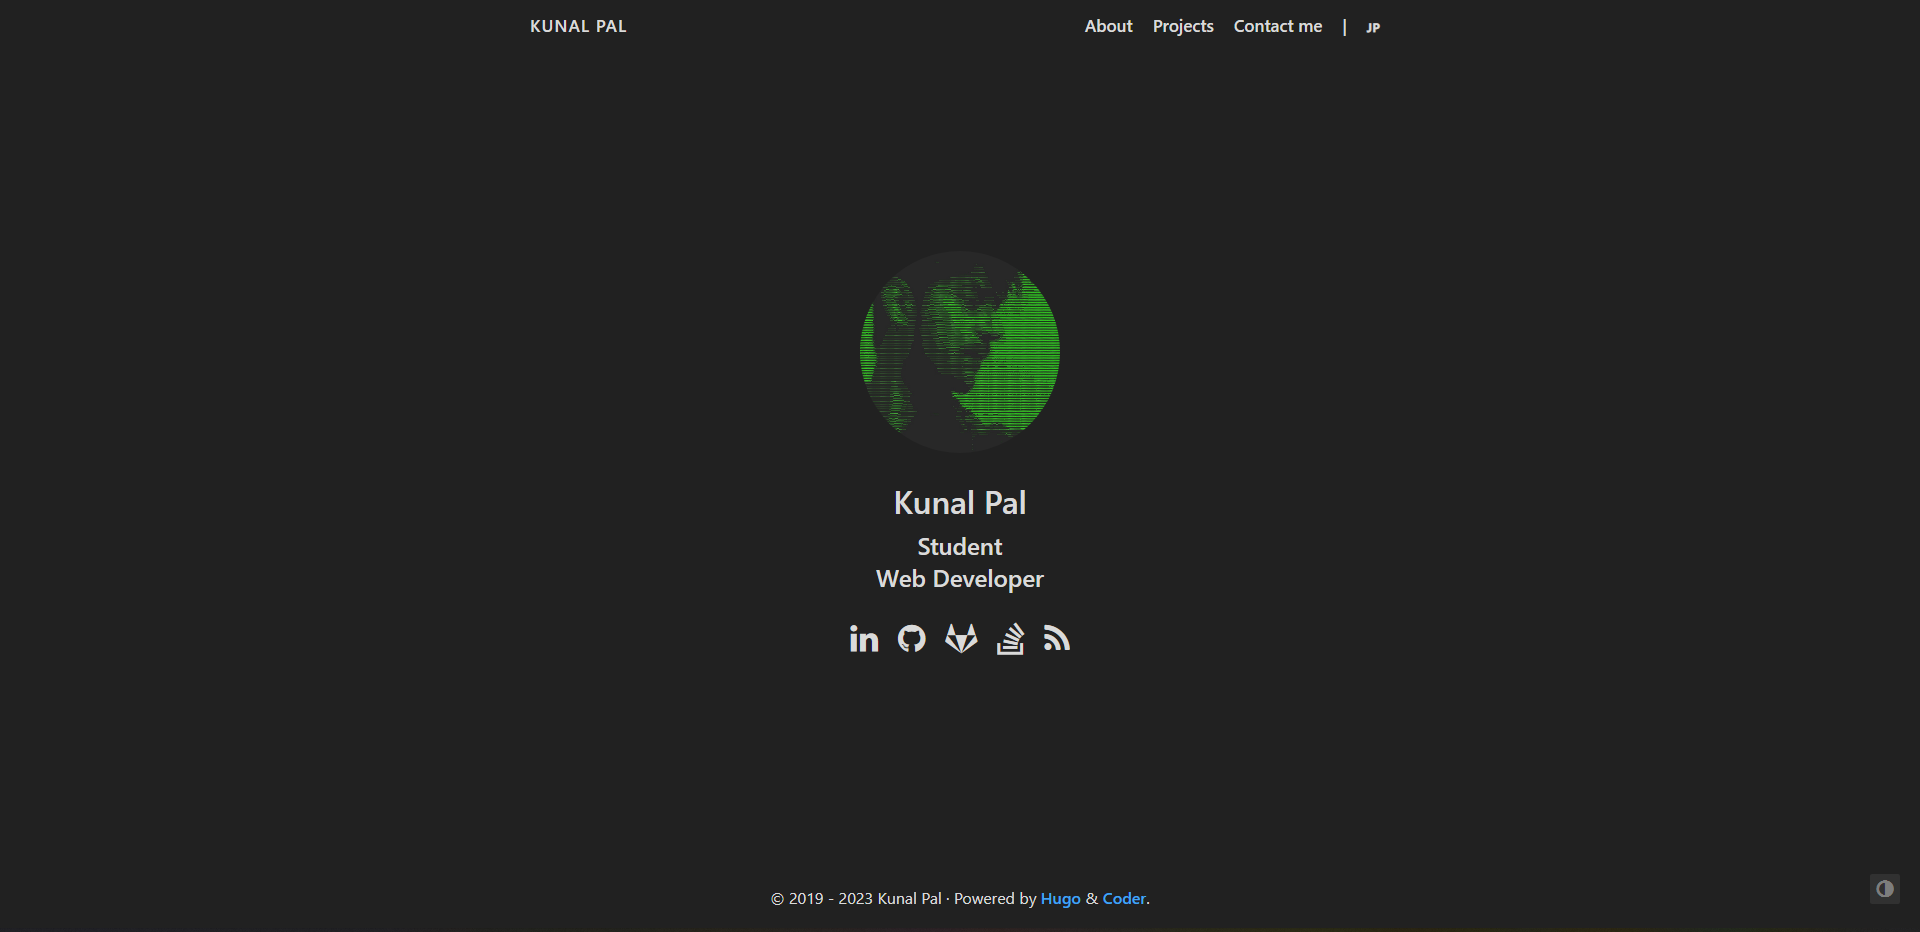 KUNAL PAL
About Projects Contact me | JP
Kunal Pal
Student
Web Developer
in
© 2019 - 2023 Kunal Pal · Powered by Hugo & Coder.